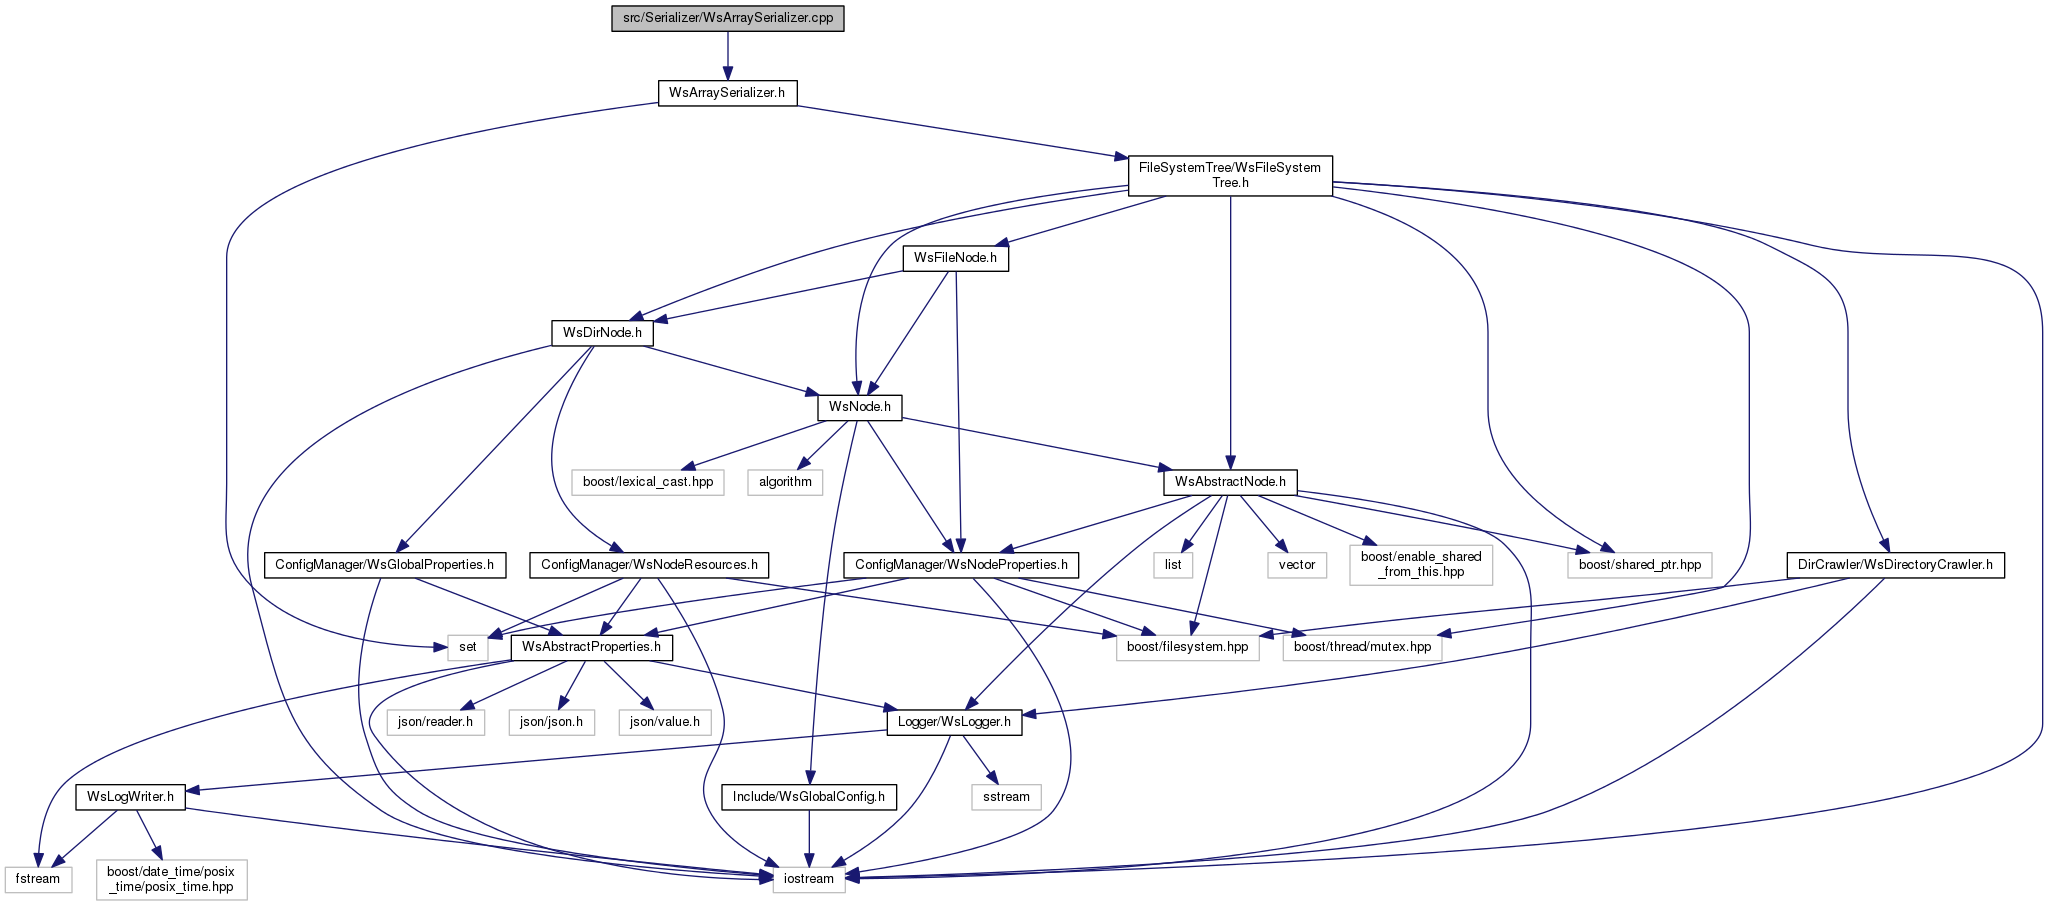 src/Serializer/WsArraySerializer.cpp
WsArraySerializer.h
FileSystemTree/WsFileSystem
Tree.h
WsFileNode.h
WsDirNode.h
WsNode.h
boost/lexical_cast.hpp
algorithm
WsAbstractNode.h
ConfigManager/WsGlobalProperties.h
ConfigManager/WsNodeResources.h
ConfigManager/WsNodeProperties.h
list
vector
boost/enable_shared
_from_this.hpp
boost/shared_ptr.hpp
DirCrawler/WsDirectoryCrawler.h
set
WsAbstractProperties.h
boost/filesystem.hpp
boost/thread/mutex.hpp
json/reader.h
json/json.h
json/value.h
Logger/WsLogger.h
WsLogWriter.h
Include/WsGlobalConfig.h
sstream
fstream
boost/date_time/posix
_time/posix_time.hpp
iostream